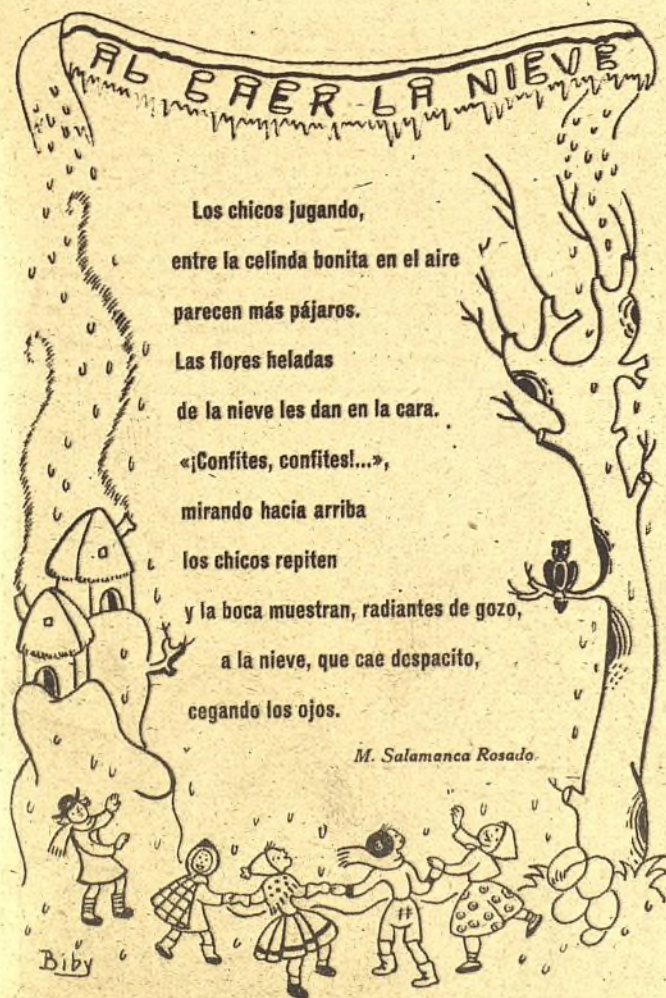 AL CAER LA NIEVE
Los chicos jugando,
entre la celinda bonita en el aire
parecen más pájaros.
Las flores heladas
de la nieve les dan en la cara.
«¡Confites, confites!...»,
mirando hacia arriba
los chicos repiten
y la boca muestran, radiantes de gozo,
a la nieve, que cae despacito,
cegando los ojos.
M. Salamanca Rosado
Biby